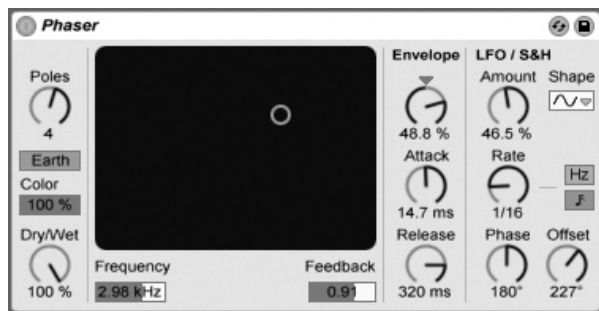 Phaser
Poles
4
Earth
Color
100 %
Dry/Wet
100 %
Frequency
2.98 kHz
Feedback
0.91
Envelope
48.8 %
Attack
14.7 ms
Release
320 ms
LFO / S&H
Amount
46.5 %
Shape
Rate
1/16
Hz
Phase
180°
Offset
227°